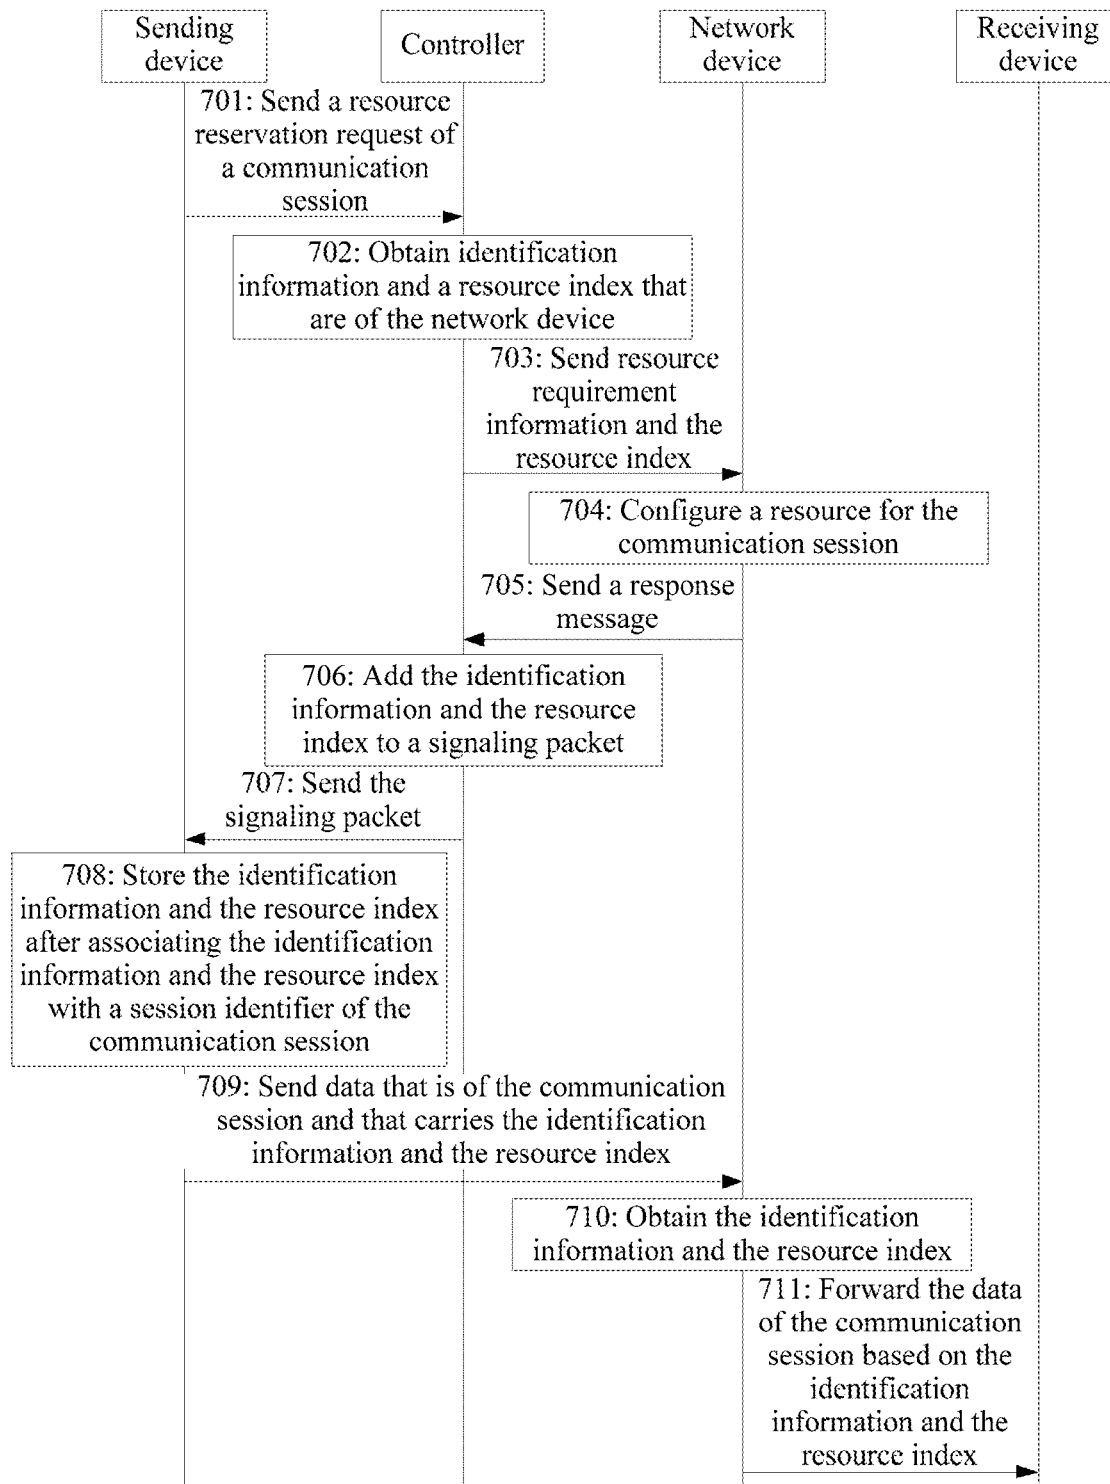 Sending
device
Controller
Network
device
Receiving
device
701: Send a resource
reservation request of
a communication
session
702: Obtain identification
information and a resource index that
are of the network device
703: Send resource
requirement
information and the
resource index
704: Configure a resource for the
communication session
705: Send a response
message
706: Add the identification
information and the resource
index to a signaling packet
707: Send the
signaling packet
708: Store the identification
information and the resource index
after associating the identification
information and the resource index
with a session identifier of the
communication session
709: Send data that is of the communication
session and that carries the identification
information and the resource index
710: Obtain the identification
information and the resource index
711: Forward the data
of the communication
session based on the
identification
information and the
resource index